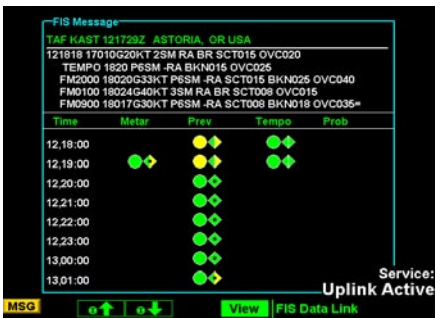 FIS Message
TAF KAST 121729Z ASTORIA, OR USA
121818 17010G20KT 2SM RA BR SCT015 OVC020
TEMPO 1820 P6SM -RA BKN015 OVC025
FM2000 18020G33KT P6SM -RA SCT015 BKN025 OVC040
FM0100 18024G40KT 3SM RA BR SCT008 OVC015
FM0900 18017G30KT P6SM -RA SCT008 BKN018 OVC035=
Time Metar Prev Tempo Prob
12,18:00
12,19:00
12,20:00
12,21:00
12,22:00
12,23:00
13,00:00
13,01:00
Service:
Uplink Active
MSG View FIS Data Link